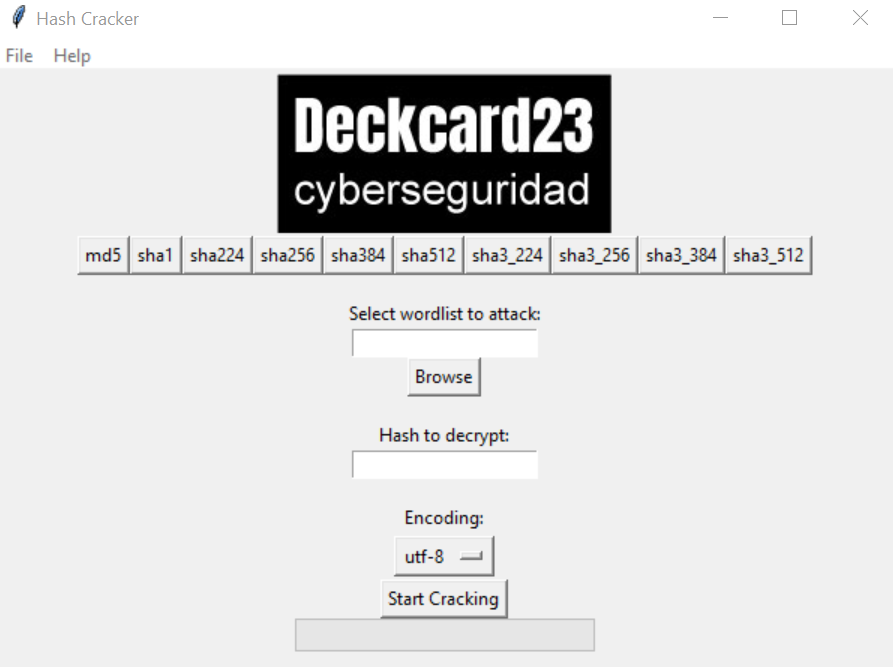 Hash Cracker
File Help
Deckcard23
cyberseguridad
md5 sha1 sha224 sha256 sha384 sha512 sha3_224 sha3_256 sha3_384 sha3_512
Select wordlist to attack:
Browse
Hash to decrypt:
Encoding:
utf-8
Start Cracking